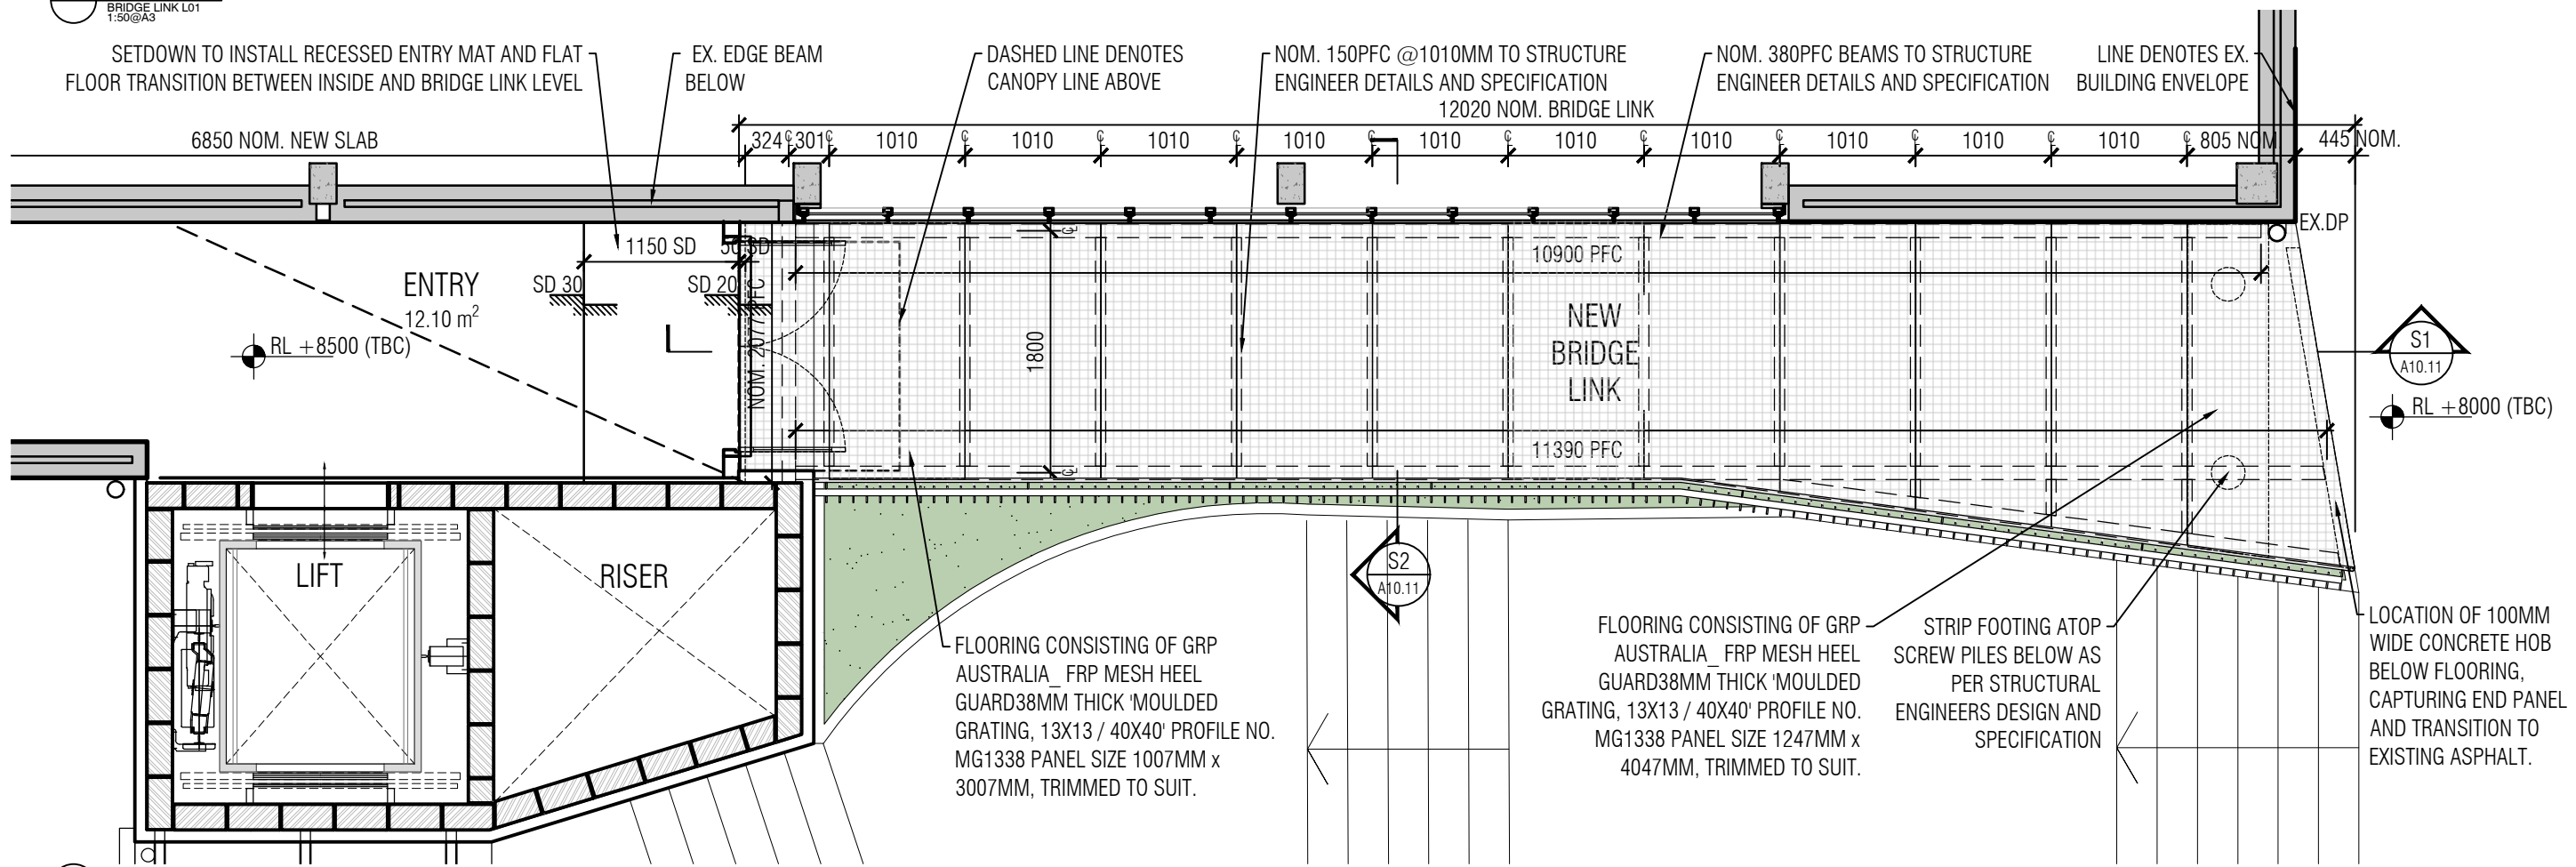 BRIDGE LINK L01
1:50@A3
SETDOWN TO INSTALL RECESSED ENTRY MAT AND FLAT
FLOOR TRANSITION BETWEEN INSIDE AND BRIDGE LINK LEVEL
EX. EDGE BEAM
BELOW
DASHED LINE DENOTES
CANOPY LINE ABOVE
NOM. 150PFC @1010MM TO STRUCTURE
ENGINEER DETAILS AND SPECIFICATION
NOM. 380PFC BEAMS TO STRUCTURE
ENGINEER DETAILS AND SPECIFICATION
LINE DENOTES EX.
BUILDING ENVELOPE
12020 NOM. BRIDGE LINK
6850 NOM. NEW SLAB
324 301 1010 1010 1010 1010 1010 1010 1010 1010 1010 1010 805 NOM 445 NOM.
EX.DP
1150 SD 50 SD
10900 PFC
ENTRY
12.10 m²
SD 30
SD 20
NOM. 2077 PFC
RL +8500 (TBC)
1800
NEW
BRIDGE
LINK
S1
A10.11
RL +8000 (TBC)
11390 PFC
LIFT
RISER
S2
A10.11
FLOORING CONSISTING OF GRP
AUSTRALIA_ FRP MESH HEEL
GUARD38MM THICK 'MOULDED
GRATING, 13X13 / 40X40' PROFILE NO.
MG1338 PANEL SIZE 1007MM x
3007MM, TRIMMED TO SUIT.
FLOORING CONSISTING OF GRP
AUSTRALIA_ FRP MESH HEEL
GUARD38MM THICK 'MOULDED
GRATING, 13X13 / 40X40' PROFILE NO.
MG1338 PANEL SIZE 1247MM x
4047MM, TRIMMED TO SUIT.
STRIP FOOTING ATOP
SCREW PILES BELOW AS
PER STRUCTURAL
ENGINEERS DESIGN AND
SPECIFICATION
LOCATION OF 100MM
WIDE CONCRETE HOB
BELOW FLOORING,
CAPTURING END PANEL
AND TRANSITION TO
EXISTING ASPHALT.